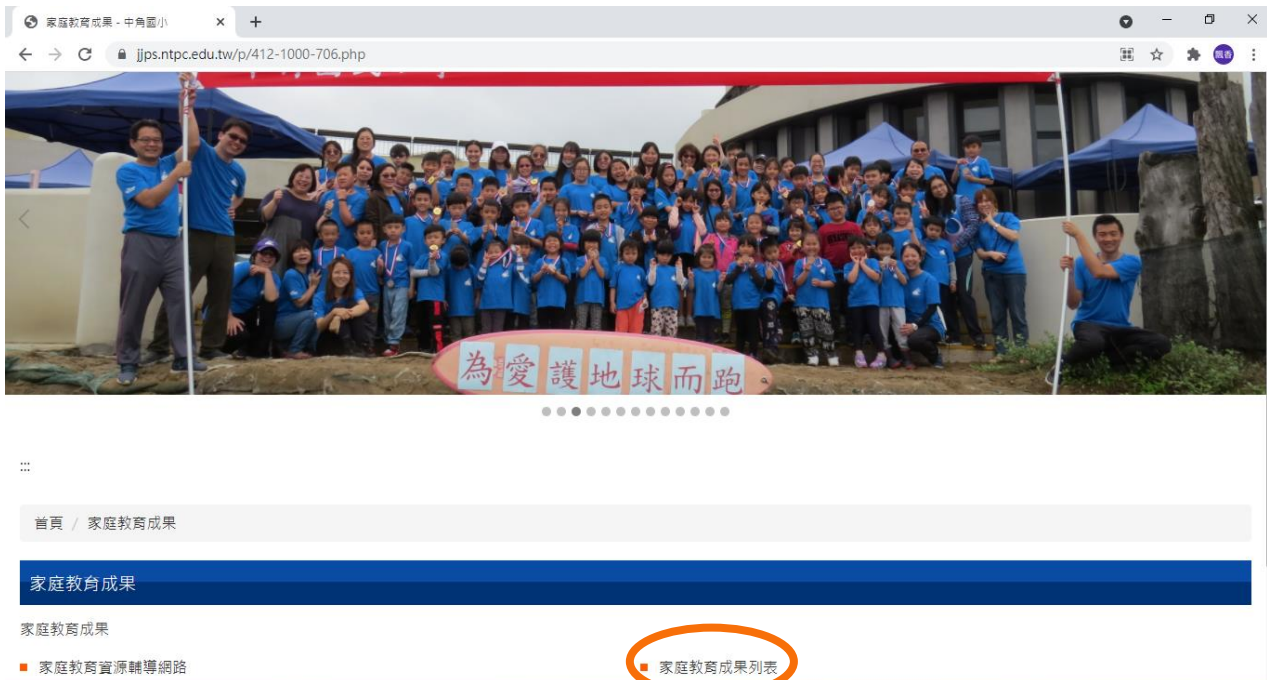 家庭教育成果 - 中角國小
jjps.ntpc.edu.tw/p/412-1000-706.php
飄香
為愛護地球而跑
:::
首頁 / 家庭教育成果
家庭教育成果
家庭教育成果
家庭教育資源輔導網路
家庭教育成果列表